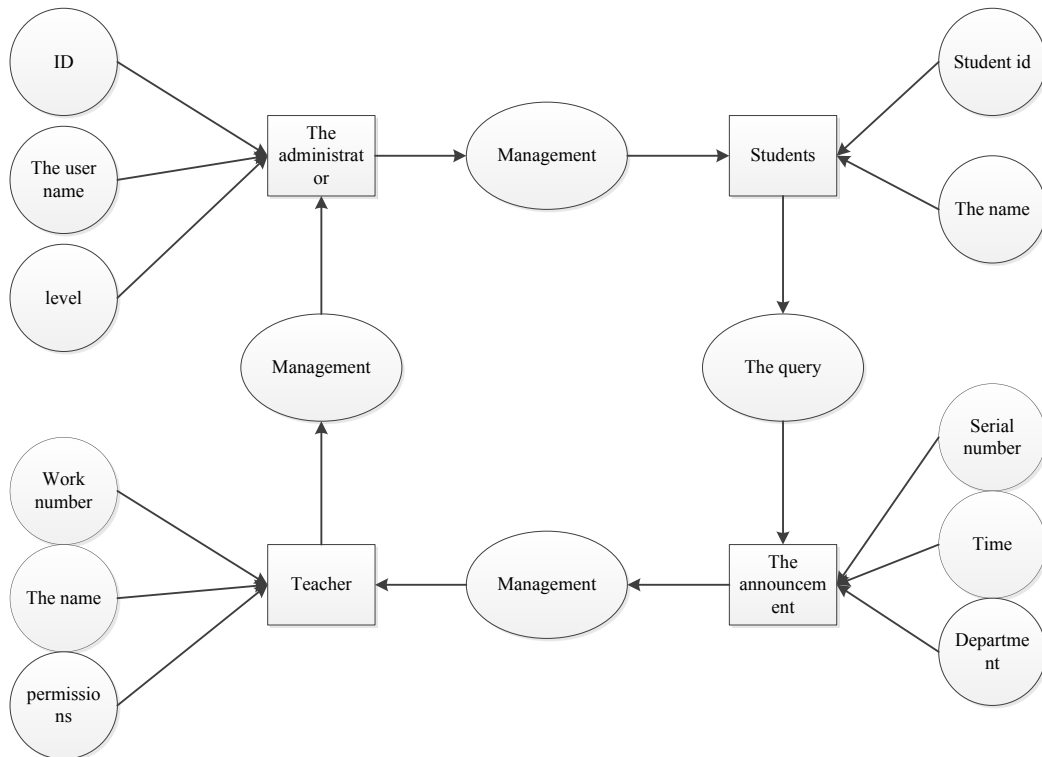 ID
Student id
The
administrat
or
Management
Students
The user
name
The name
level
Management
The query
Serial
number
Work
number
Time
The
announcem
ent
Teacher
Management
The name
Departme
nt
permissio
ns